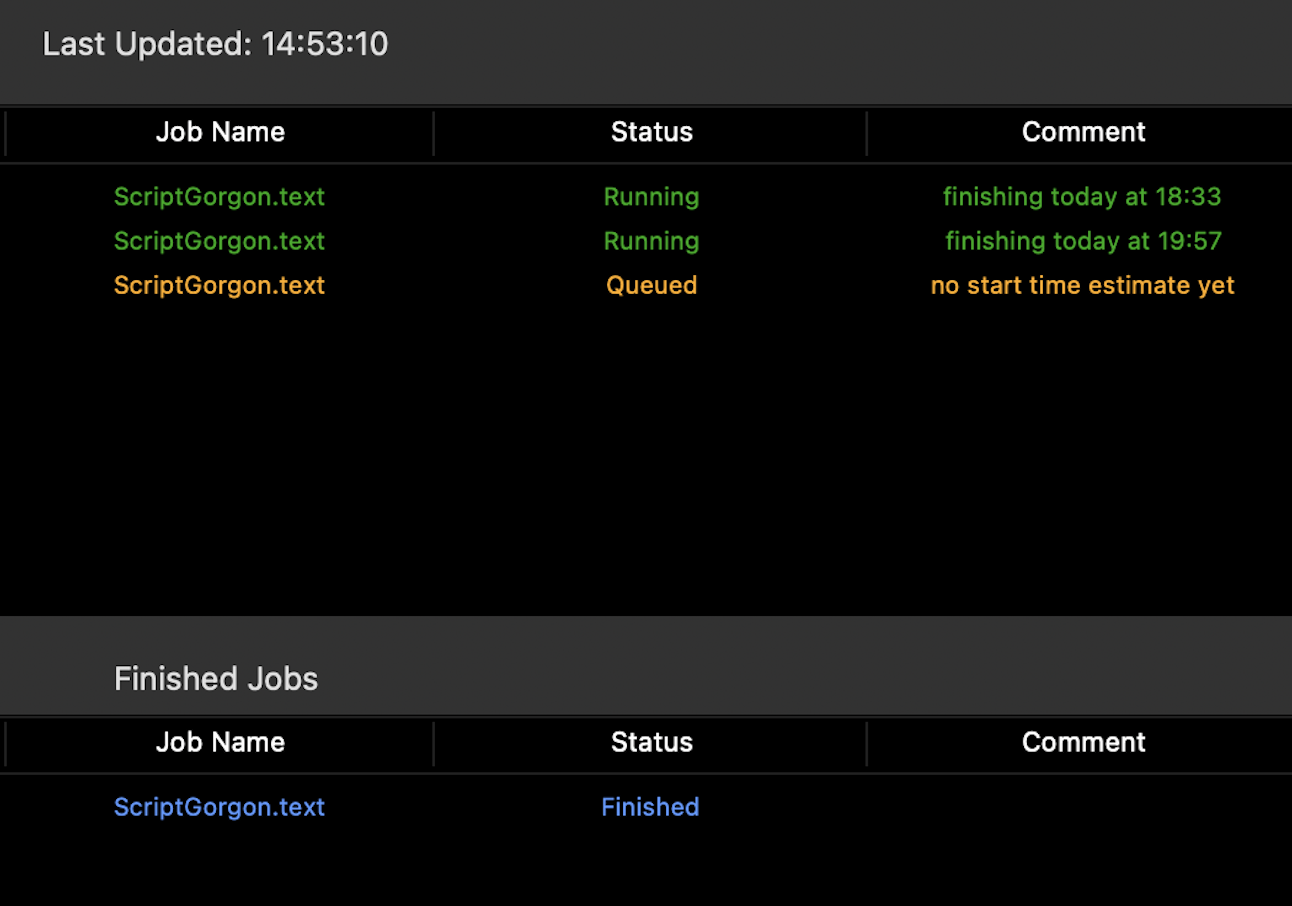 Last Updated: 14:53:10
Job Name Status Comment
ScriptGorgon.text Running finishing today at 18:33
ScriptGorgon.text Running finishing today at 19:57
ScriptGorgon.text Queued no start time estimate yet
Finished Jobs
Job Name Status Comment
ScriptGorgon.text Finished